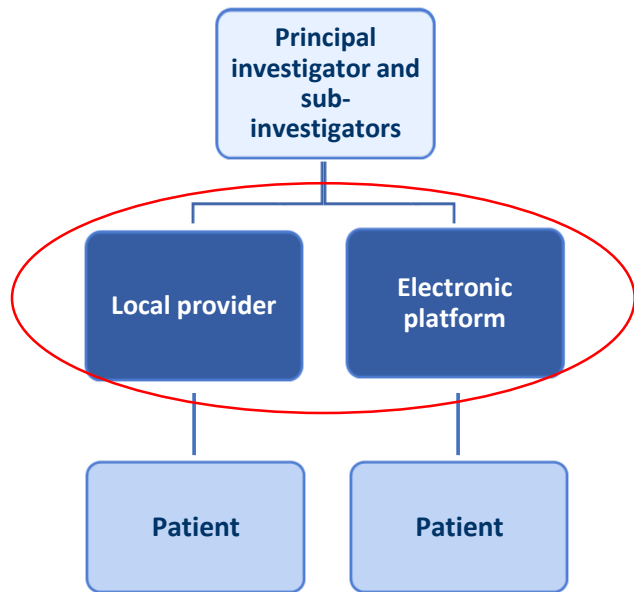 Principal
investigator and
sub-
investigators
Local provider
Electronic
platform
Patient
Patient